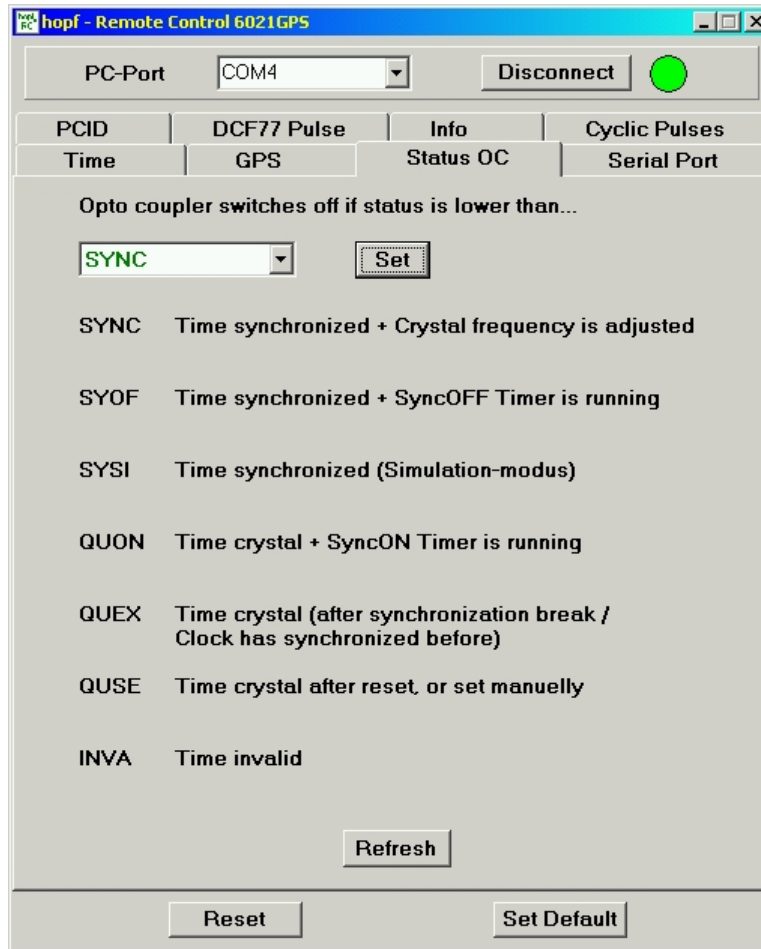 hopf RC hopf - Remote Control 6021GPS
PC-Port COM4 Disconnect
PCID DCF77 Pulse Info Cyclic Pulses
Time GPS Status OC Serial Port
Opto coupler switches off if status is lower than...
SYNC Set
SYNC Time synchronized + Crystal frequency is adjusted
SYOF Time synchronized + SyncOFF Timer is running
SYSI Time synchronized (Simulation-modus)
QUON Time crystal + SyncON Timer is running
QUEX Time crystal (after synchronization break /
Clock has synchronized before)
QUSE Time crystal after reset, or set manuelly
INVA Time invalid
Refresh
Reset Set Default